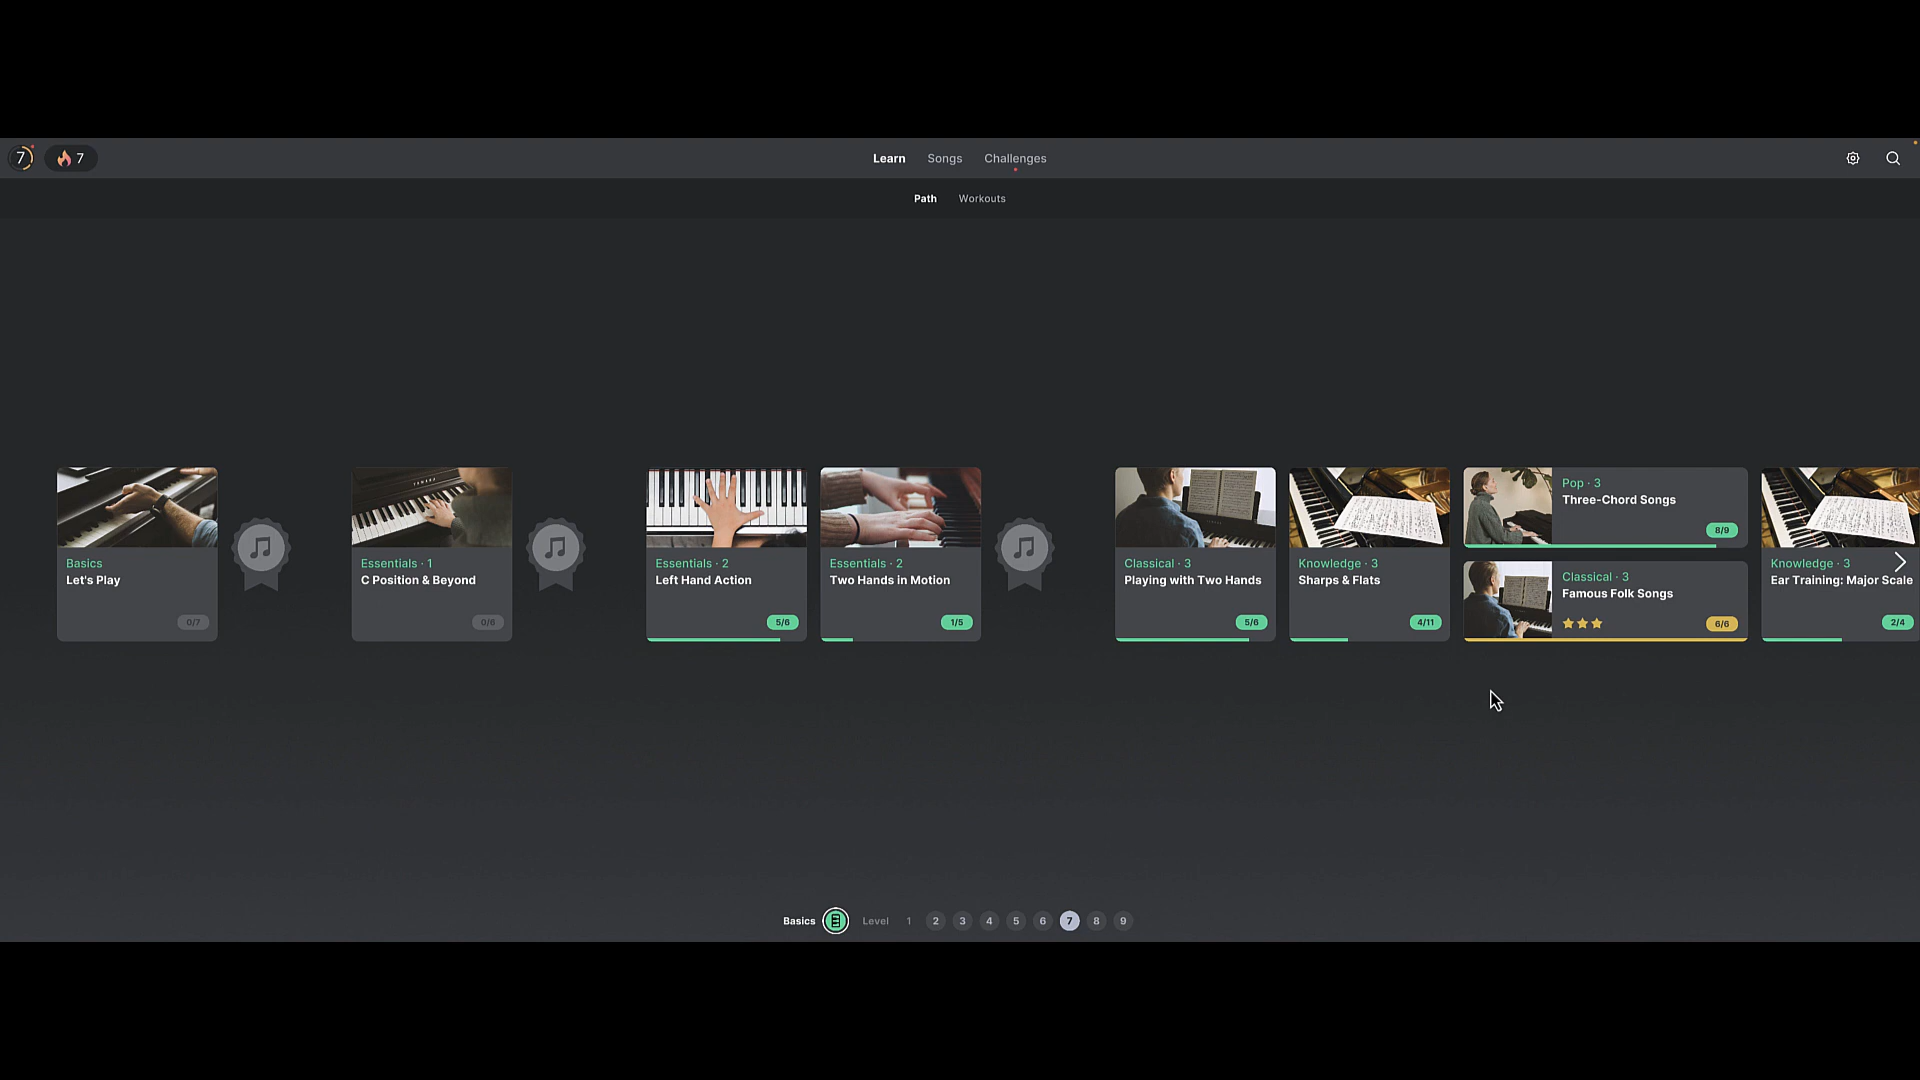 7
7
Learn
Songs
Challenges
Path
Workouts
Basics
Let's Play
0/7
Essentials · 1
C Position & Beyond
0/6
Essentials · 2
Left Hand Action
5/6
Essentials · 2
Two Hands in Motion
1/5
Classical · 3
Playing with Two Hands
5/6
Knowledge · 3
Sharps & Flats
4/11
Pop · 3
Three-Chord Songs
8/9
Classical · 3
Famous Folk Songs
6/6
Knowledge · 3
Ear Training: Major Scale
2/4
Basics
Level 1 2 3 4 5 6 7 8 9